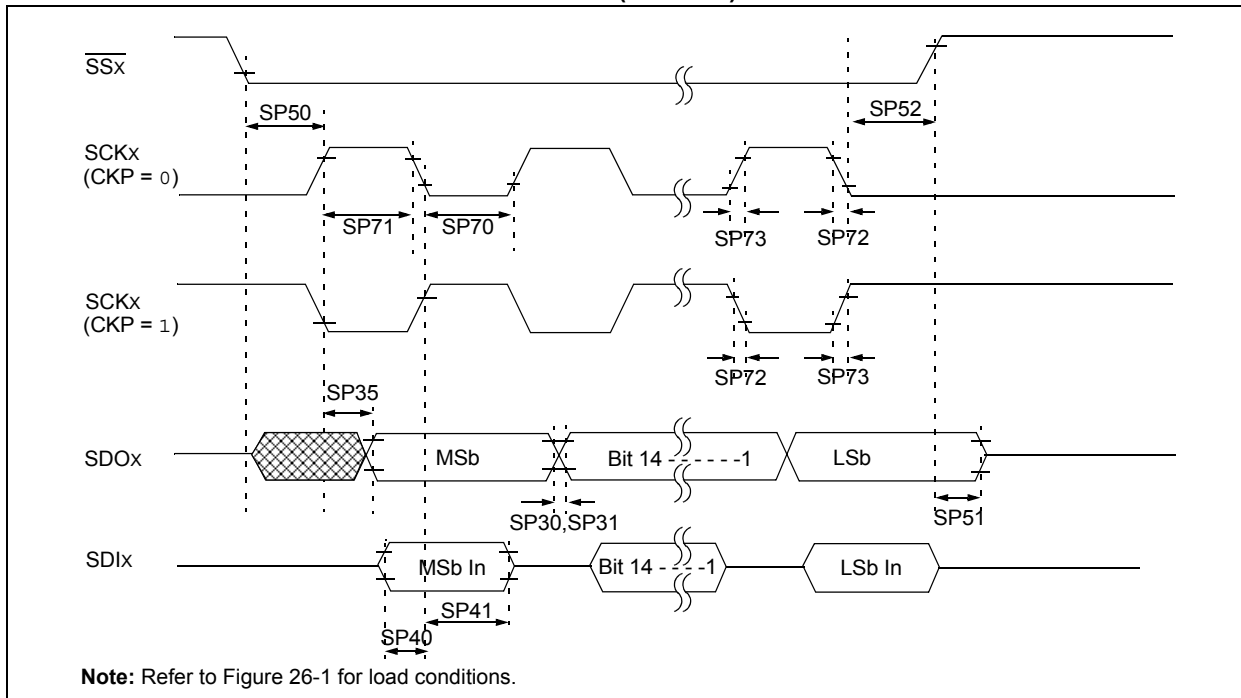 SSx
SP50
SP52
SCKx
(CKP = 0)
SP71
SP70
SP73
SP72
SCKx
(CKP = 1)
SP72
SP73
SP35
SDOx
MSb
Bit 14 - - - - - -1
LSb
SP30,SP31
SP51
SDIx
MSb In
Bit 14 - - - -1
LSb In
SP41
SP40
Note: Refer to Figure 26-1 for load conditions.